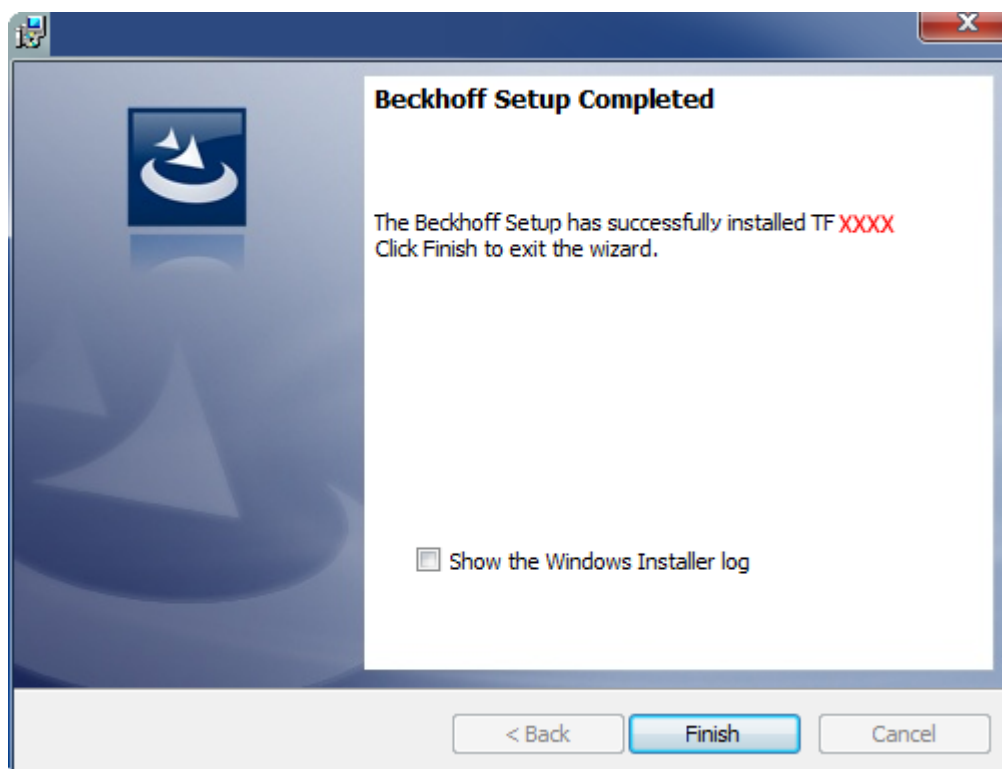 X
Beckhoff Setup Completed
The Beckhoff Setup has successfully installed TF XXXX
Click Finish to exit the wizard.
Show the Windows Installer log
< Back
Finish
Cancel